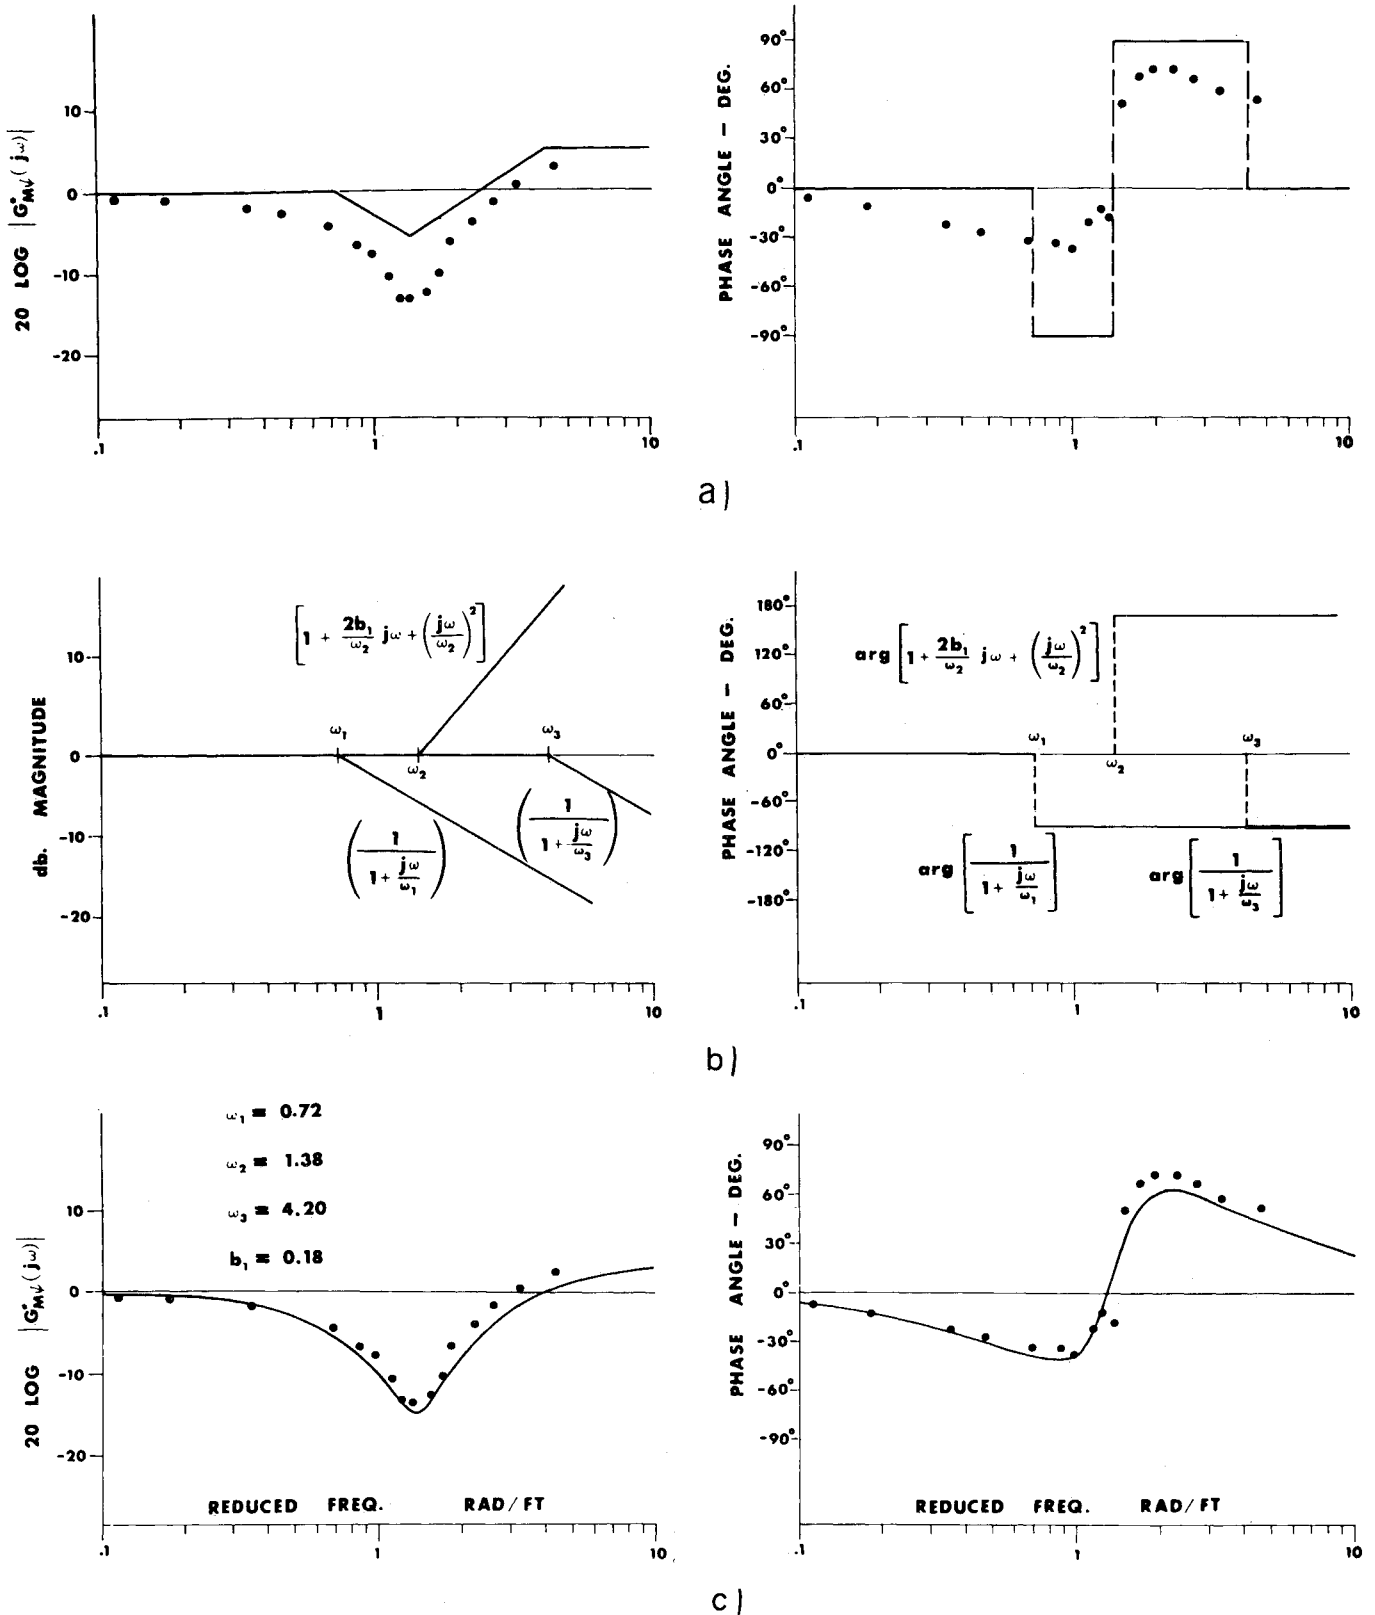 20 LOG |G°M↓(jω)|
10
0
-10
-20
.1
1
10
PHASE ANGLE – DEG.
90°
60°
30°
0°
-30°
-60°
-90°
.1
1
10
a)
db. MAGNITUDE
10
0
-10
-20
[1 + 2b₁/ω₂ jω + (jω/ω₂)²]
ω₁
ω₂
ω₃
(1/(1 + jω/ω₁))
(1/(1 + jω/ω₃))
.1
1
10
PHASE ANGLE – DEG.
180°
120°
60°
0°
-60°
-120°
-180°
arg [1 + 2b₁/ω₂ jω + (jω/ω₂)²]
ω₁
ω₂
ω₃
arg [1/(1 + jω/ω₁)]
arg [1/(1 + jω/ω₃)]
.1
1
10
b)
20 LOG |G°M↓(jω)|
ω₁ = 0.72
ω₂ = 1.38
ω₃ = 4.20
b₁ = 0.18
10
0
-10
-20
REDUCED FREQ. RAD/FT
.1
1
10
PHASE ANGLE – DEG.
90°
60°
30°
0°
-30°
-60°
-90°
REDUCED FREQ. RAD/FT
.1
1
10
c)